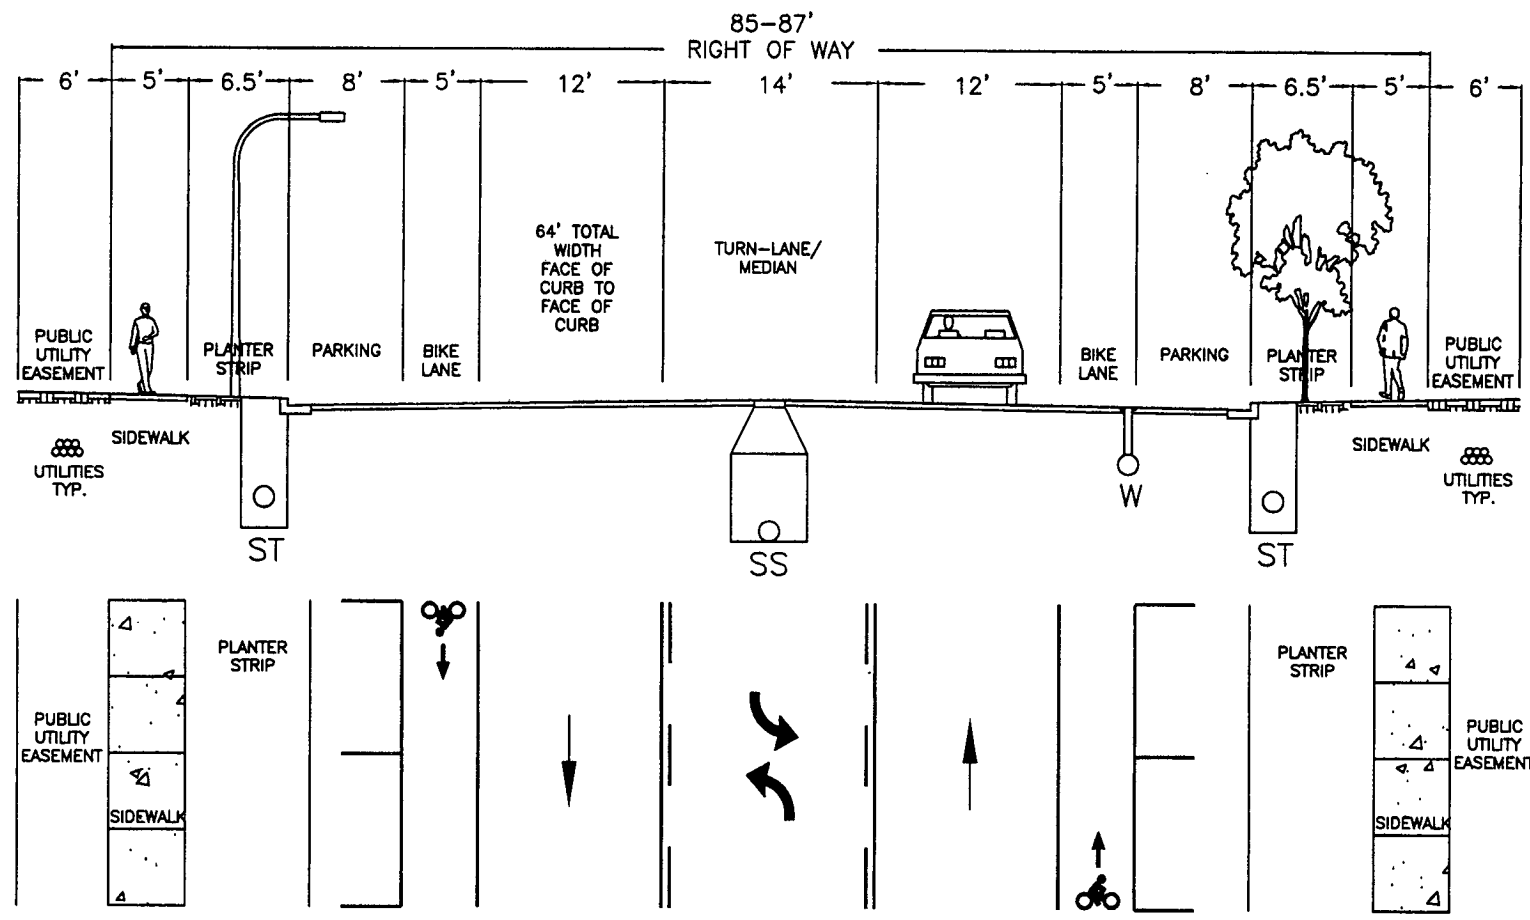 85-87'
RIGHT OF WAY
6' 5' 6.5' 8' 5' 12' 14' 12' 5' 8' 6.5' 5' 6'
64' TOTAL
WIDTH
FACE OF
CURB TO
FACE OF
CURB
TURN-LANE/
MEDIAN
PUBLIC
UTILITY
EASEMENT
PLANTER
STRIP
PARKING
BIKE
LANE
BIKE
LANE
PARKING
PLANTER
STRIP
PUBLIC
UTILITY
EASEMENT
SIDEWALK
SIDEWALK
UTILITIES
TYP.
ST
SS
W
ST
UTILITIES
TYP.
PLANTER
STRIP
PLANTER
STRIP
PUBLIC
UTILITY
EASEMENT
PUBLIC
UTILITY
EASEMENT
SIDEWALK
SIDEWALK